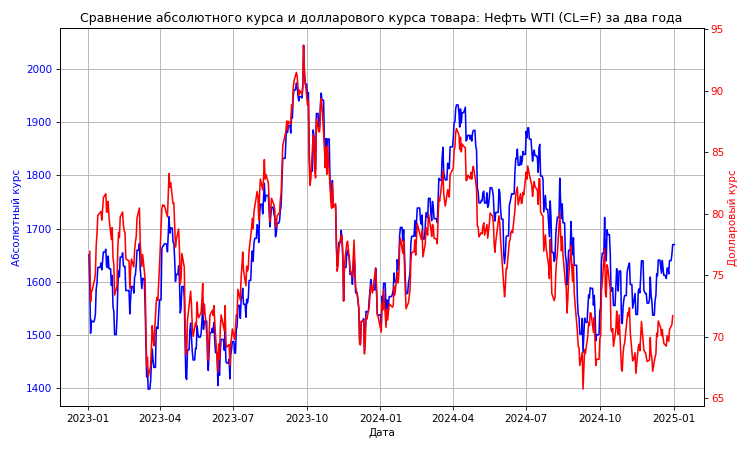 Сравнение абсолютного курса и долларового курса товара: Нефть WTI (CL=F) за два года
Абсолютный курс
2000
1900
1800
1700
1600
1500
1400
95
90
85
80
75
70
65
Долларовый курс
2023-01 2023-04 2023-07 2023-10 2024-01 2024-04 2024-07 2024-10 2025-01
Дата